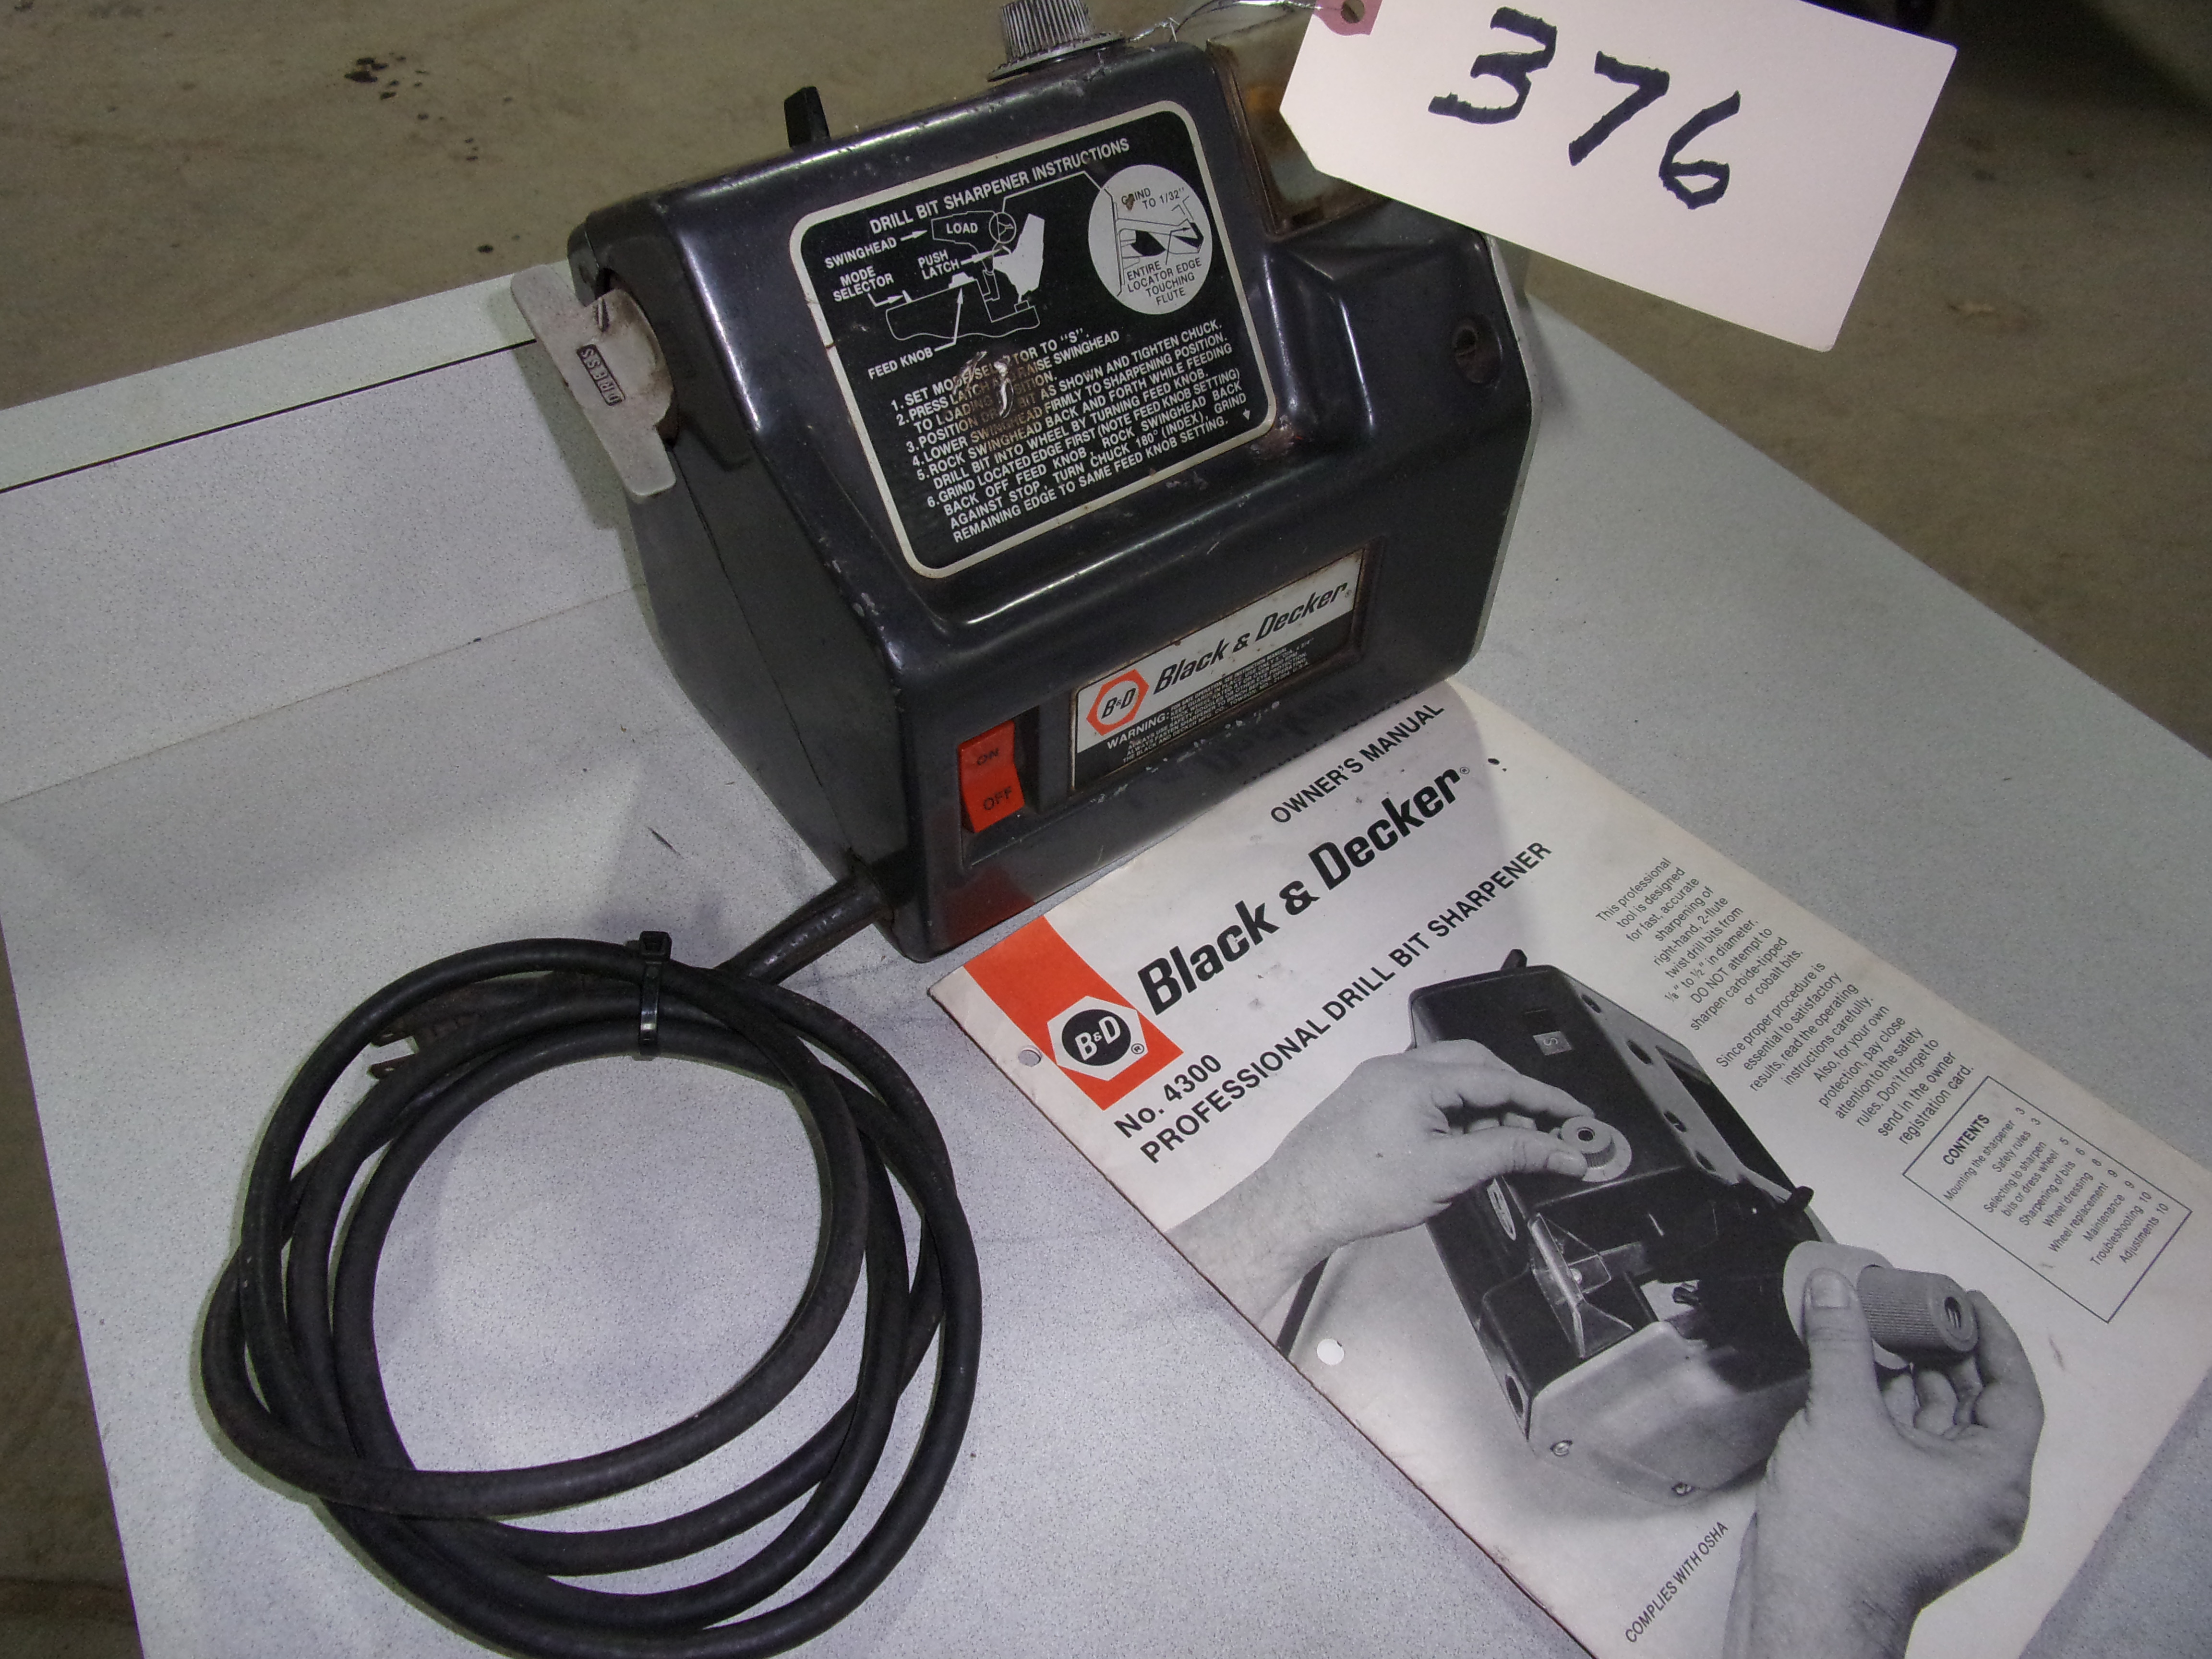 376
DRILL BIT SHARPENER INSTRUCTIONS
SWINGHEAD
LOAD
MODE
SELECTOR
PUSH
LATCH
FEED KNOB
GRIND
TO 1/32"
ENTIRE
LOCATOR EDGE
TOUCHING
FLUTE
1. SET MODE SELECTOR TO "S".
2. PRESS LATCH RAISE SWINGHEAD
TO LOADING POSITION.
3. POSITION DRILL BIT AS SHOWN AND TIGHTEN CHUCK.
4. LOWER SWINGHEAD FIRMLY TO SHARPENING POSITION.
5. ROCK SWINGHEAD BACK AND FORTH WHILE FEEDING
DRILL BIT INTO WHEEL BY TURNING FEED KNOB.
6. GRIND LOCATED EDGE FIRST (NOTE FEED KNOB SETTING)
BACK OFF FEED KNOB, ROCK SWINGHEAD BACK
AGAINST STOP, TURN CHUCK 180° (INDEX), GRIND
REMAINING EDGE TO SAME FEED KNOB SETTING.
B&D Black & Decker®
WARNING:
ON
OFF
OWNER'S MANUAL
Black & Decker®
B&D®
No. 4300
PROFESSIONAL DRILL BIT SHARPENER
This professional
tool is designed
for fast, accurate
sharpening of
right-hand, 2-flute
twist drill bits from
⅛" to ½" in diameter.
DO NOT attempt to
sharpen carbide-tipped
or cobalt bits.
Since proper procedure is
essential to satisfactory
results, read the operating
instructions carefully.
Also, for your own
protection, pay close
attention to the safety
rules. Don't forget to
send in the owner
registration card.
CONTENTS
Mounting the sharpener 3
Safety rules 3
Selecting to sharpen
bits or dress wheel 5
Sharpening of bits 6
Wheel dressing 8
Wheel replacement 9
Maintenance 9
Troubleshooting 10
Adjustments 10
S
COMPLIES WITH OSHA